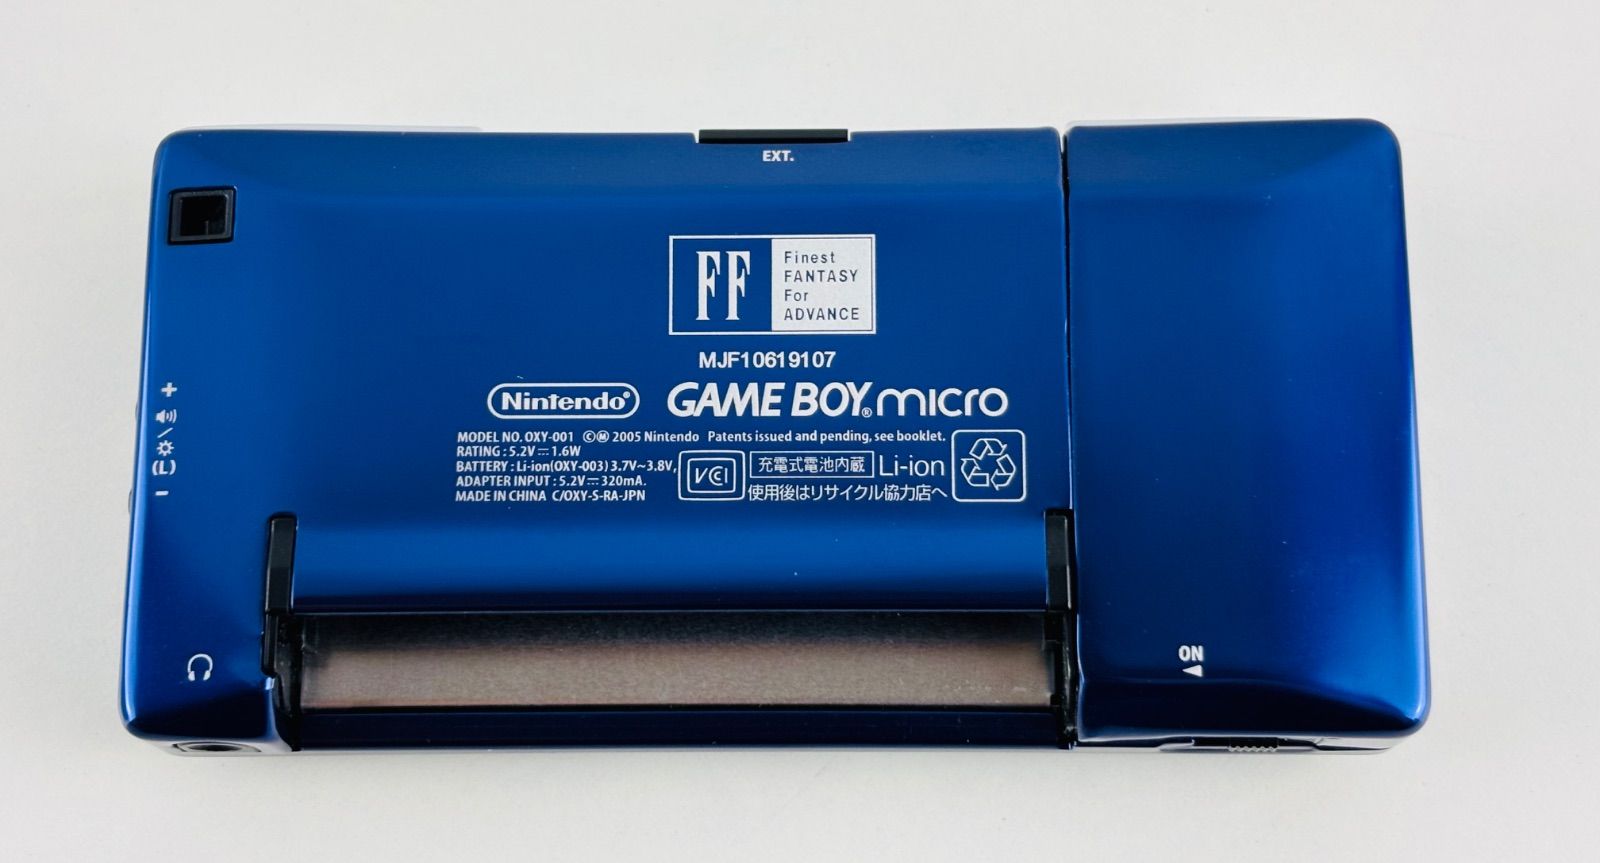 EXT.
FF
Finest
FANTASY
For
ADVANCE
MJF10619107
Nintendo®
GAME BOY® micro
MODEL NO. OXY-001 ©Ⓜ 2005 Nintendo Patents issued and pending, see booklet.
RATING : 5.2V⎓1.6W
BATTERY : Li-ion(OXY-003) 3.7V~3.8V,
ADAPTER INPUT : 5.2V⎓320mA.
MADE IN CHINA C/OXY-S-RA-JPN
VCI
充電式電池内蔵 Li-ion
使用後はリサイクル協力店へ
+
(L)
-
ON